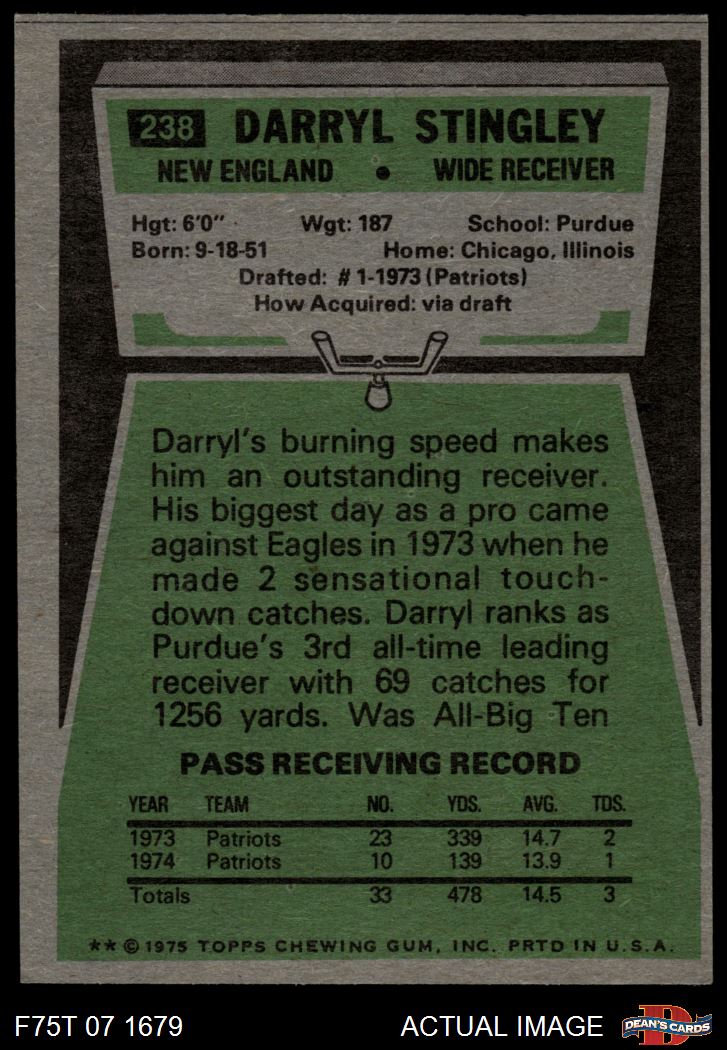 238 DARRYL STINGLEY
NEW ENGLAND • WIDE RECEIVER
Hgt: 6'0" Wgt: 187 School: Purdue
Born: 9-18-51 Home: Chicago, Illinois
Drafted: #1-1973 (Patriots)
How Acquired: via draft
Darryl's burning speed makes
him an outstanding receiver.
His biggest day as a pro came
against Eagles in 1973 when he
made 2 sensational touch-
down catches. Darryl ranks as
Purdue's 3rd all-time leading
receiver with 69 catches for
1256 yards. Was All-Big Ten
PASS RECEIVING RECORD
YEAR TEAM NO. YDS. AVG. TDS.
1973 Patriots 23 339 14.7 2
1974 Patriots 10 139 13.9 1
Totals 33 478 14.5 3
** © 1975 TOPPS CHEWING GUM, INC. PRTD IN U.S.A.
F75T 07 1679 ACTUAL IMAGE D DEAN'S CARDS